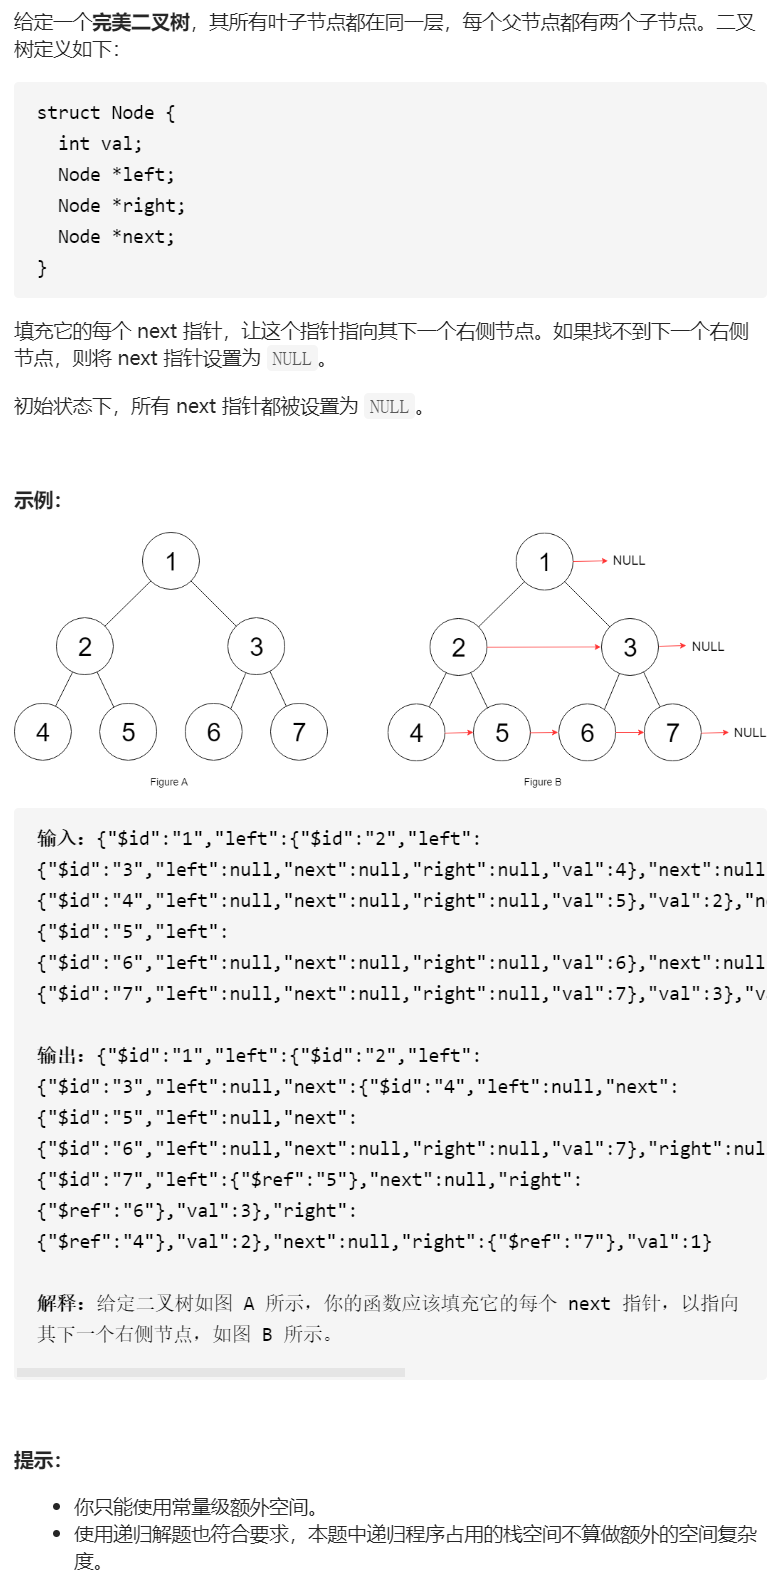 给定一个完美二叉树，其所有叶子节点都在同一层，每个父节点都有两个子节点。二叉
树定义如下：
struct Node {
  int val;
  Node *left;
  Node *right;
  Node *next;
}
填充它的每个 next 指针，让这个指针指向其下一个右侧节点。如果找不到下一个右侧
节点，则将 next 指针设置为 NULL。
初始状态下，所有 next 指针都被设置为 NULL。
示例：
1
1
NULL
2
3
2
3
NULL
4
5
6
7
4
5
6
7
NULL
Figure A
Figure B
输入：{"$id":"1","left":{"$id":"2","left":
{"$id":"3","left":null,"next":null,"right":null,"val":4},"next":null
{"$id":"4","left":null,"next":null,"right":null,"val":5},"val":2},"n
{"$id":"5","left":
{"$id":"6","left":null,"next":null,"right":null,"val":6},"next":null
{"$id":"7","left":null,"next":null,"right":null,"val":7},"val":3},"v
输出：{"$id":"1","left":{"$id":"2","left":
{"$id":"3","left":null,"next":{"$id":"4","left":null,"next":
{"$id":"5","left":null,"next":
{"$id":"6","left":null,"next":null,"right":null,"val":7},"right":nul
{"$id":"7","left":{"$ref":"5"},"next":null,"right":
{"$ref":"6"},"val":3},"right":
{"$ref":"4"},"val":2},"next":null,"right":{"$ref":"7"},"val":1}
解释：给定二叉树如图 A 所示，你的函数应该填充它的每个 next 指针，以指向
其下一个右侧节点，如图 B 所示。
提示：
• 你只能使用常量级额外空间。
• 使用递归解题也符合要求，本题中递归程序占用的栈空间不算做额外的空间复杂
度。